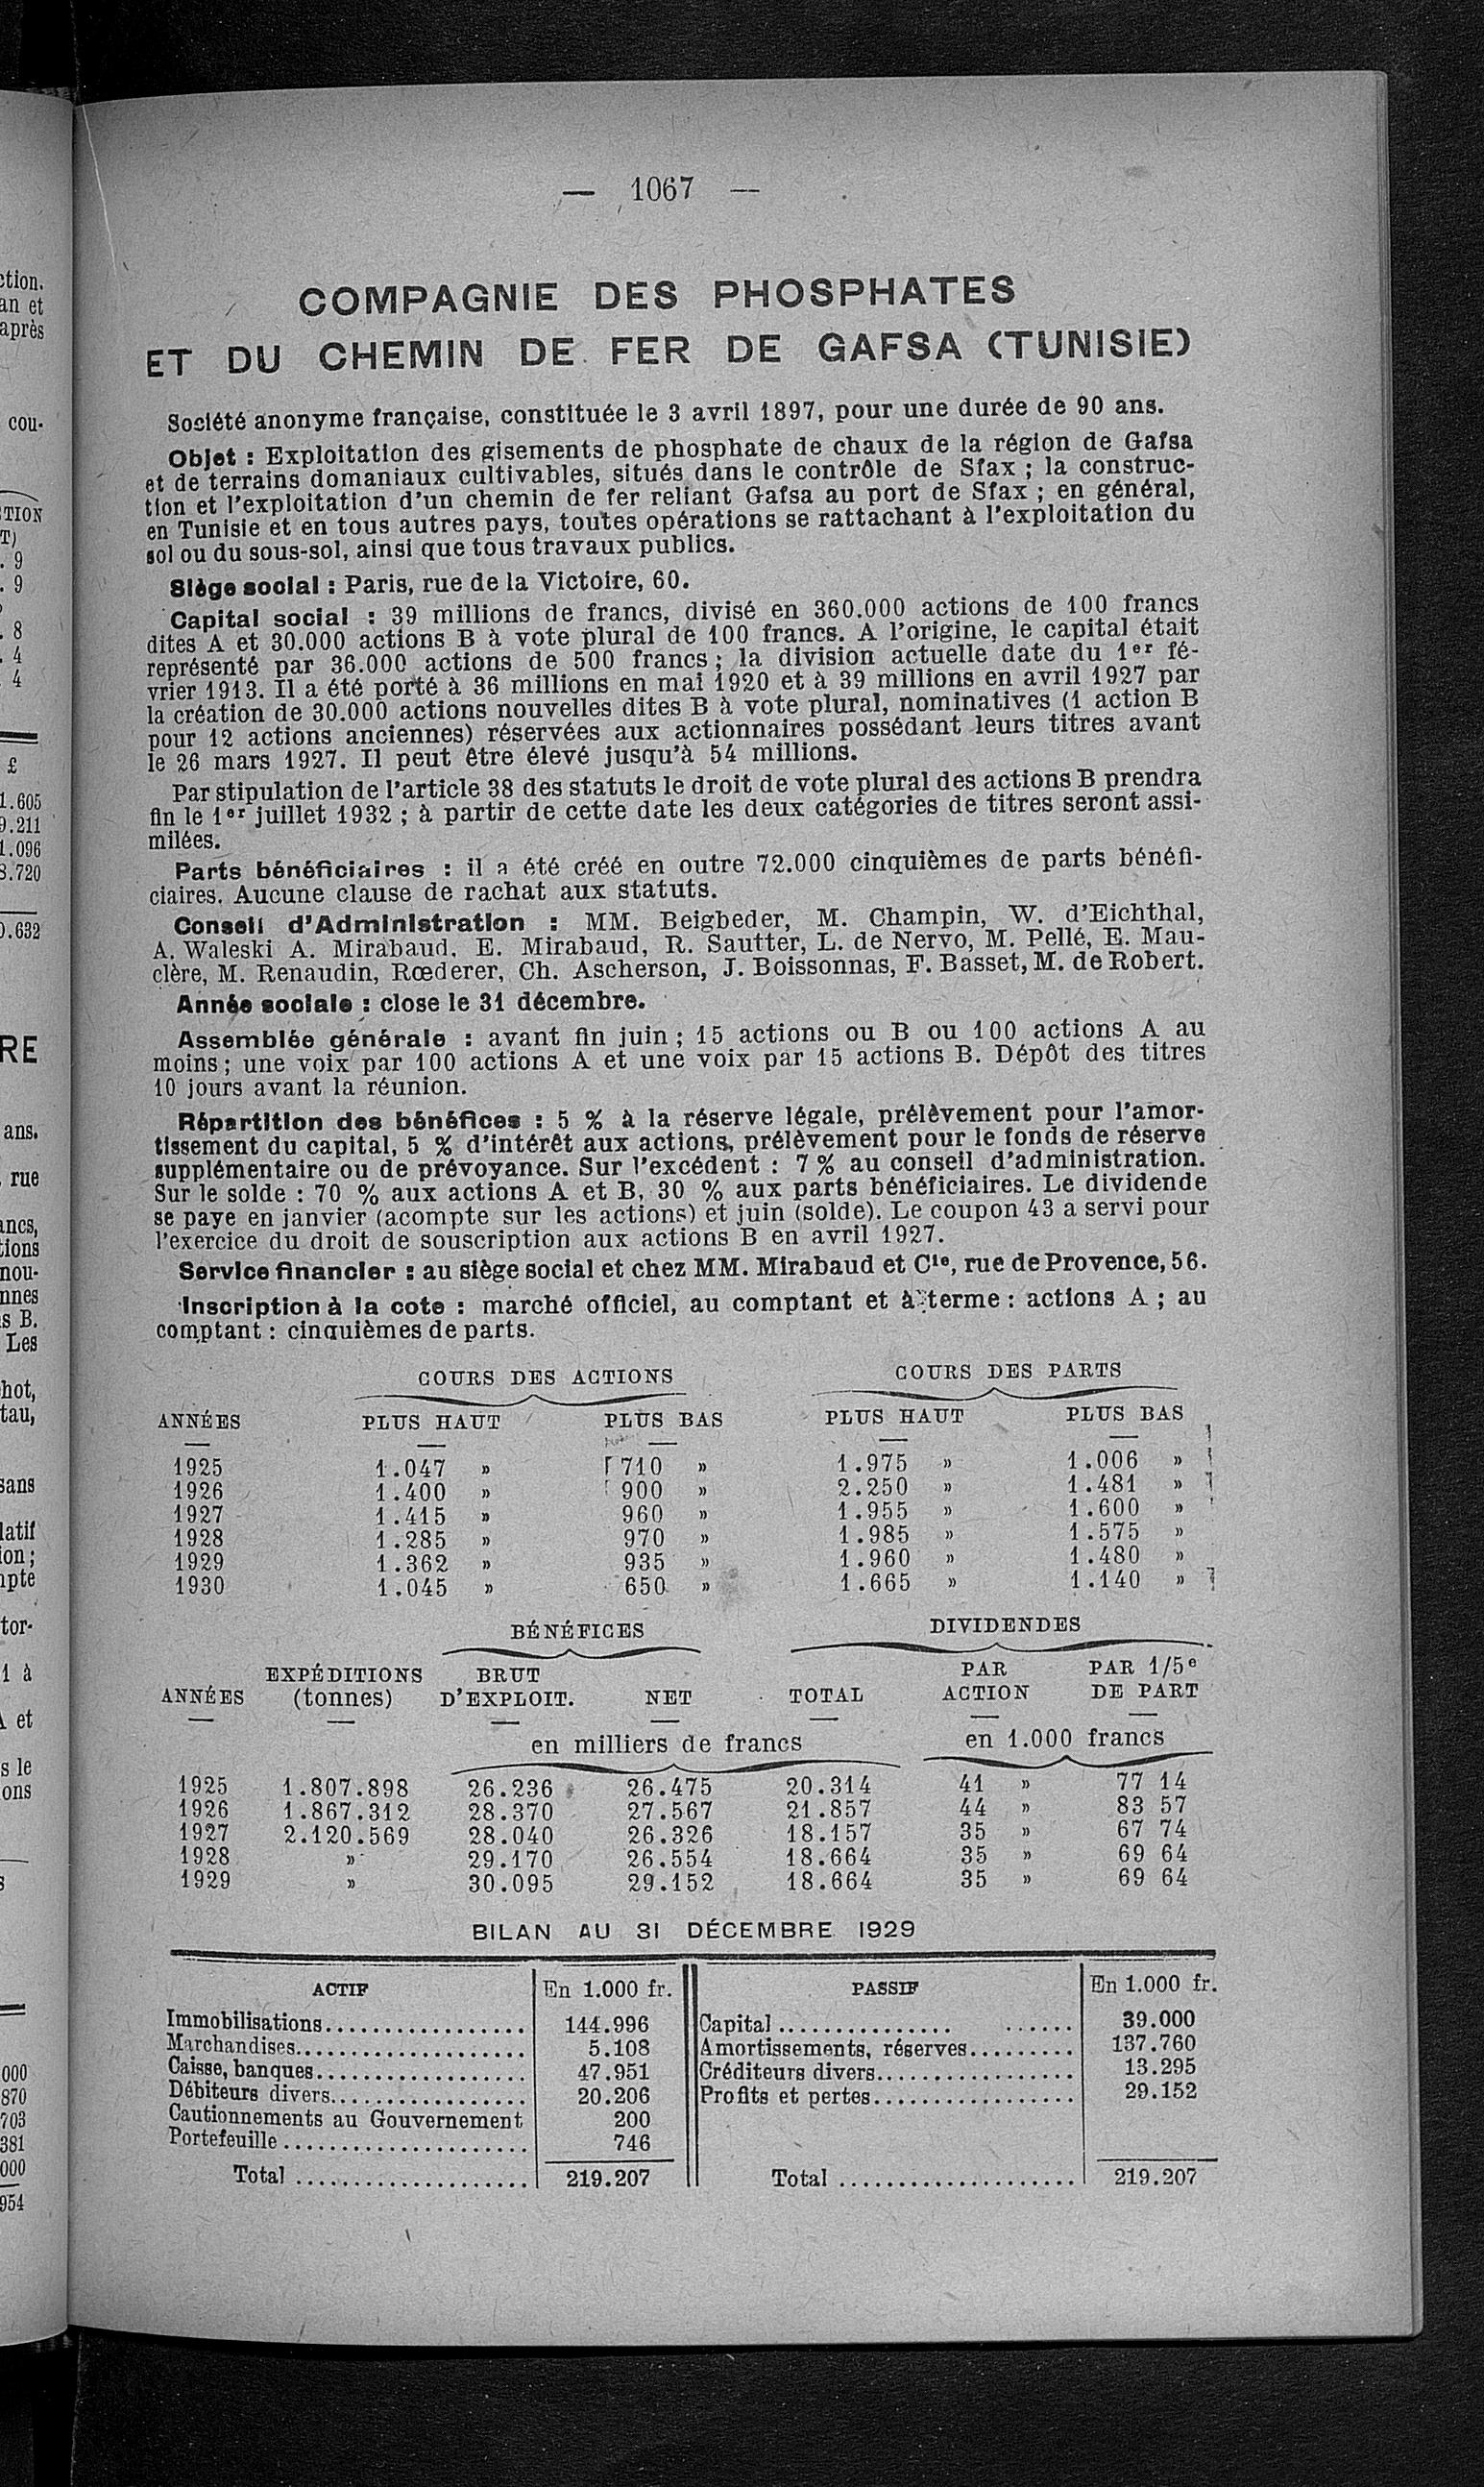 — 1067 —
COMPAGNIE DES PHOSPHATES
ET DU CHEMIN DE FER DE GAFSA (TUNISIE)
Société anonyme française, constituée le 3 avril 1897, pour une durée de 90 ans.
Objet : Exploitation des gisements de phosphate de chaux de la région de Gafsa
et de terrains domaniaux cultivables, situés dans le contrôle de Sfax ; la construc-
tion et l'exploitation d'un chemin de fer reliant Gafsa au port de Sfax ; en général,
en Tunisie et en tous autres pays, toutes opérations se rattachant à l'exploitation du
sol ou du sous-sol, ainsi que tous travaux publics.
Siège social : Paris, rue de la Victoire, 60.
Capital social : 39 millions de francs, divisé en 360.000 actions de 100 francs
dites A et 30.000 actions B à vote plural de 100 francs. A l'origine, le capital était
représenté par 36.000 actions de 500 francs ; la division actuelle date du 1er fé-
vrier 1913. Il a été porté à 36 millions en mai 1920 et à 39 millions en avril 1927 par
la création de 30.000 actions nouvelles dites B à vote plural, nominatives (1 action B
pour 12 actions anciennes) réservées aux actionnaires possédant leurs titres avant
le 26 mars 1927. Il peut être élevé jusqu'à 54 millions.
Par stipulation de l'article 38 des statuts le droit de vote plural des actions B prendra
fin le 1er juillet 1932 ; à partir de cette date les deux catégories de titres seront assi-
milées.
Parts bénéficiaires : il a été créé en outre 72.000 cinquièmes de parts bénéfi-
ciaires. Aucune clause de rachat aux statuts.
Conseil d'Administration : MM. Beigbeder, M. Champin, W. d'Eichthal,
A. Waleski A. Mirabaud, E. Mirabaud, R. Sautter, L. de Nervo, M. Pellé, E. Mau-
clère, M. Renaudin, Rœderer, Ch. Ascherson, J. Boissonnas, F. Basset, M. de Robert.
Année sociale : close le 31 décembre.
Assemblée générale : avant fin juin ; 15 actions ou B ou 100 actions A au
moins ; une voix par 100 actions A et une voix par 15 actions B. Dépôt des titres
10 jours avant la réunion.
Répartition des bénéfices : 5 % à la réserve légale, prélèvement pour l'amor-
tissement du capital, 5 % d'intérêt aux actions, prélèvement pour le fonds de réserve
supplémentaire ou de prévoyance. Sur l'excédent : 7 % au conseil d'administration.
Sur le solde : 70 % aux actions A et B, 30 % aux parts bénéficiaires. Le dividende
se paye en janvier (acompte sur les actions) et juin (solde). Le coupon 43 a servi pour
l'exercice du droit de souscription aux actions B en avril 1927.
Service financier : au siège social et chez MM. Mirabaud et Cie, rue de Provence, 56.
Inscription à la cote : marché officiel, au comptant et à terme : actions A ; au
comptant : cinquièmes de parts.
COURS DES ACTIONS COURS DES PARTS
ANNÉES PLUS HAUT PLUS BAS PLUS HAUT PLUS BAS
1925 1.047 » 710 » 1.975 » 1.006 »
1926 1.400 » 900 » 2.250 » 1.481 »
1927 1.415 » 960 » 1.955 » 1.600 »
1928 1.285 » 970 » 1.985 » 1.575 »
1929 1.362 » 935 » 1.960 » 1.480 »
1930 1.045 » 650 » 1.665 » 1.140 »
BÉNÉFICES DIVIDENDES
EXPÉDITIONS BRUT PAR PAR 1/5e
ANNÉES (tonnes) D'EXPLOIT. NET TOTAL ACTION DE PART
en milliers de francs en 1.000 francs
1925 1.807.898 26.236 26.475 20.314 41 » 77 14
1926 1.867.312 28.370 27.567 21.857 44 » 83 57
1927 2.120.569 28.040 26.326 18.157 35 » 67 74
1928 » 29.170 26.554 18.664 35 » 69 64
1929 » 30.095 29.152 18.664 35 » 69 64
BILAN AU 31 DÉCEMBRE 1929
ACTIF En 1.000 fr. PASSIF En 1.000 fr.
Immobilisations................. 144.996 Capital ..................... 39.000
Marchandises.................... 5.108 Amortissements, réserves......... 137.760
Caisse, banques.................. 47.951 Créditeurs divers................. 13.295
Débiteurs divers................. 20.206 Profits et pertes................. 29.152
Cautionnements au Gouvernement 200
Portefeuille ..................... 746
Total .................... 219.207 Total .................... 219.207